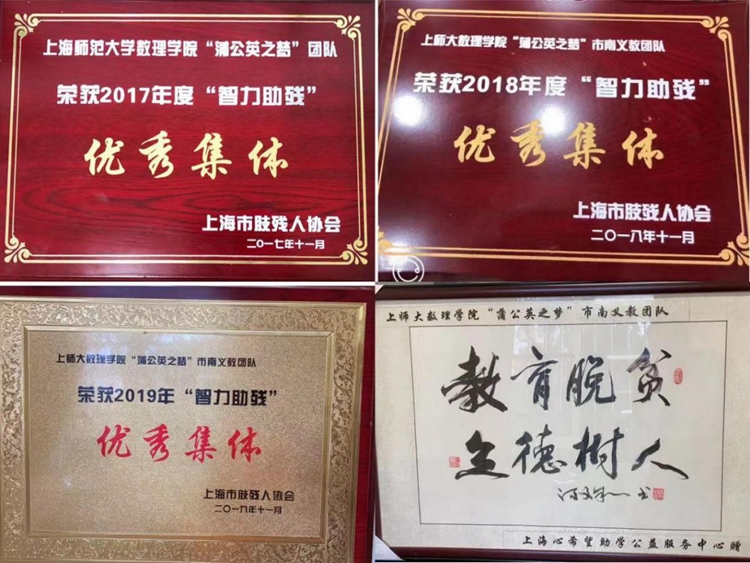 上海师范大学数理学院“蒲公英之梦”团队
荣获2017年度“智力助残”
优秀集体
上海市肢残人协会
二〇一七年十一月
上师大数理学院“蒲公英之梦”市南义教团队
荣获2018年度“智力助残”
优秀集体
上海市肢残人协会
二〇一八年十一月
上师大数理学院“蒲公英之梦”市南义教团队
荣获2019年“智力助残”
优秀集体
上海市肢残人协会
二〇一九年十一月
上师大数理学院“蒲公英之梦”市南义教团队
教育脱贫
立德树人
书
上海心希望助学公益服务中心赠